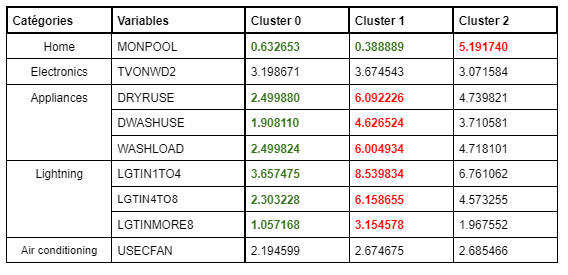 Catégories Variables Cluster 0 Cluster 1 Cluster 2
Home MONPOOL 0.632653 0.388889 5.191740
Electronics TVONWD2 3.198671 3.674543 3.071584
Appliances DRYRUSE 2.499880 6.092226 4.739821
DWASHUSE 1.908110 4.626524 3.710581
WASHLOAD 2.499824 6.004934 4.718101
Lightning LGTIN1TO4 3.657475 8.539834 6.761062
LGTIN4TO8 2.303228 6.158655 4.573255
LGTINMORE8 1.057168 3.154578 1.967552
Air conditioning USECFAN 2.194599 2.674675 2.685466